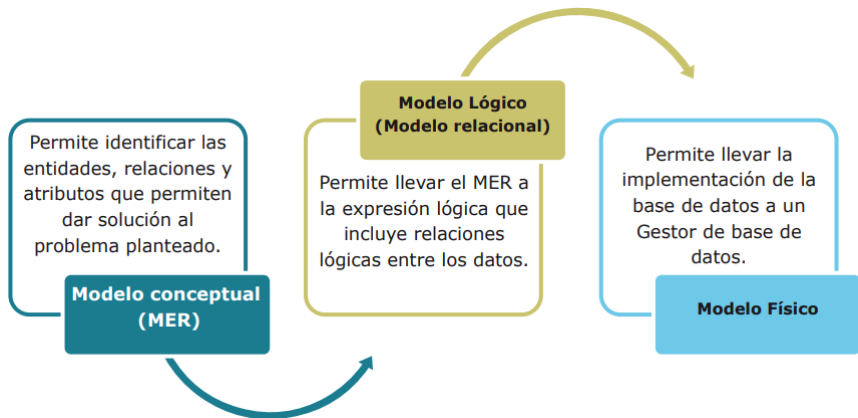 Permite identificar las
entidades, relaciones y
atributos que permiten
dar solución al
problema planteado.
Modelo conceptual
(MER)
Modelo Lógico
(Modelo relacional)
Permite llevar el MER a
la expresión lógica que
incluye relaciones
lógicas entre los datos.
Permite llevar la
implementación de la
base de datos a un
Gestor de base de
datos.
Modelo Físico